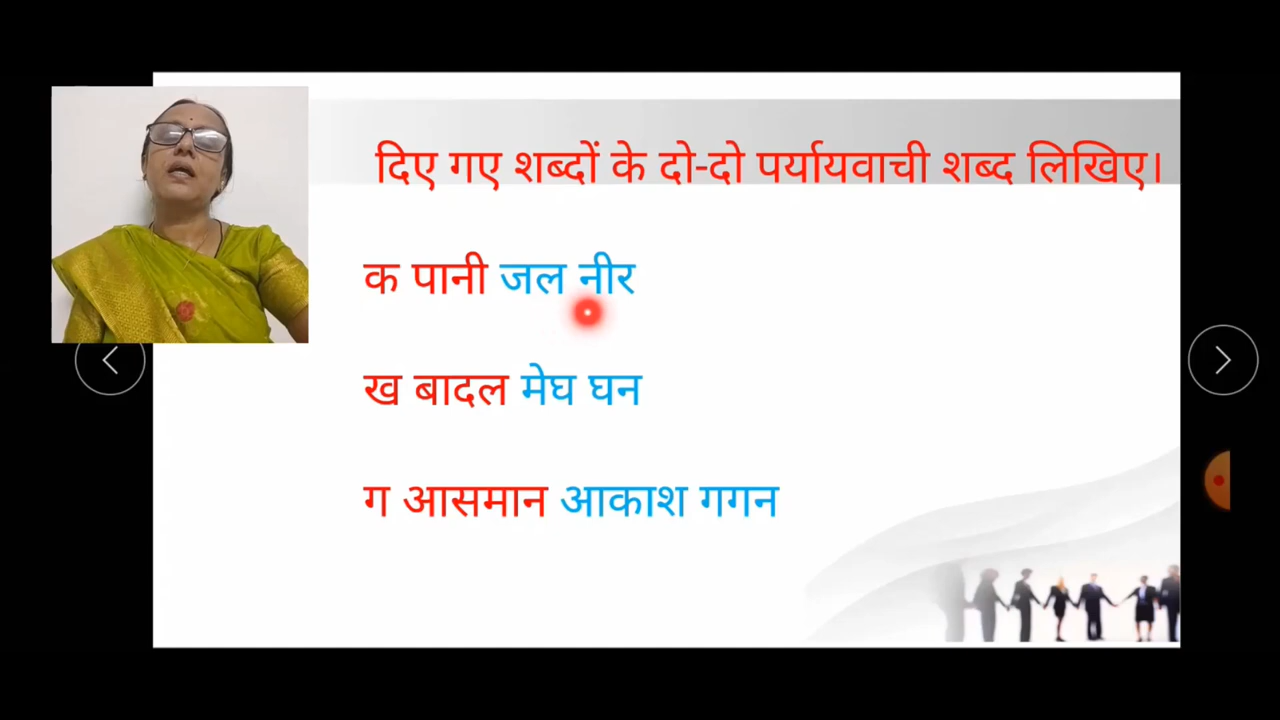 दिए गए शब्दों के दो-दो पर्यायवाची शब्द लिखिए।
क पानी जल नीर
ख बादल मेघ घन
ग आसमान आकाश गगन